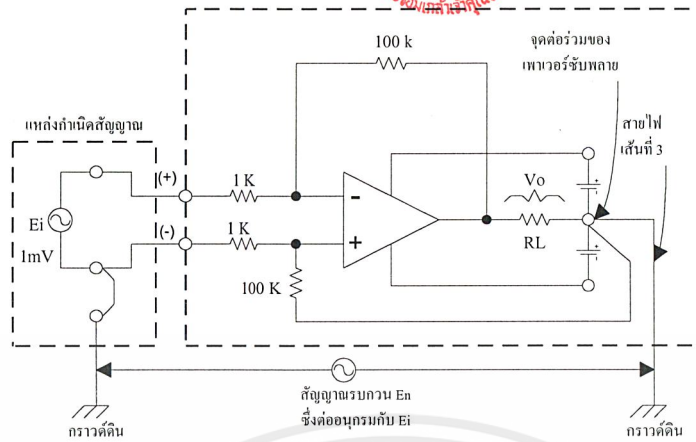 100 k
จุดต่อร่วมของ
เพาเวอร์ซัพพลาย
สายไฟ
เส้นที่ 3
แหล่งกำเนิดสัญญาณ
(+)
1 K
-
Vo
Ei
1mV
(-)
1 K
+
RL
100 K
สัญญาณรบกวน En
ซึ่งต่ออนุกรมกับ Ei
กราวด์ดิน
กราวด์ดิน